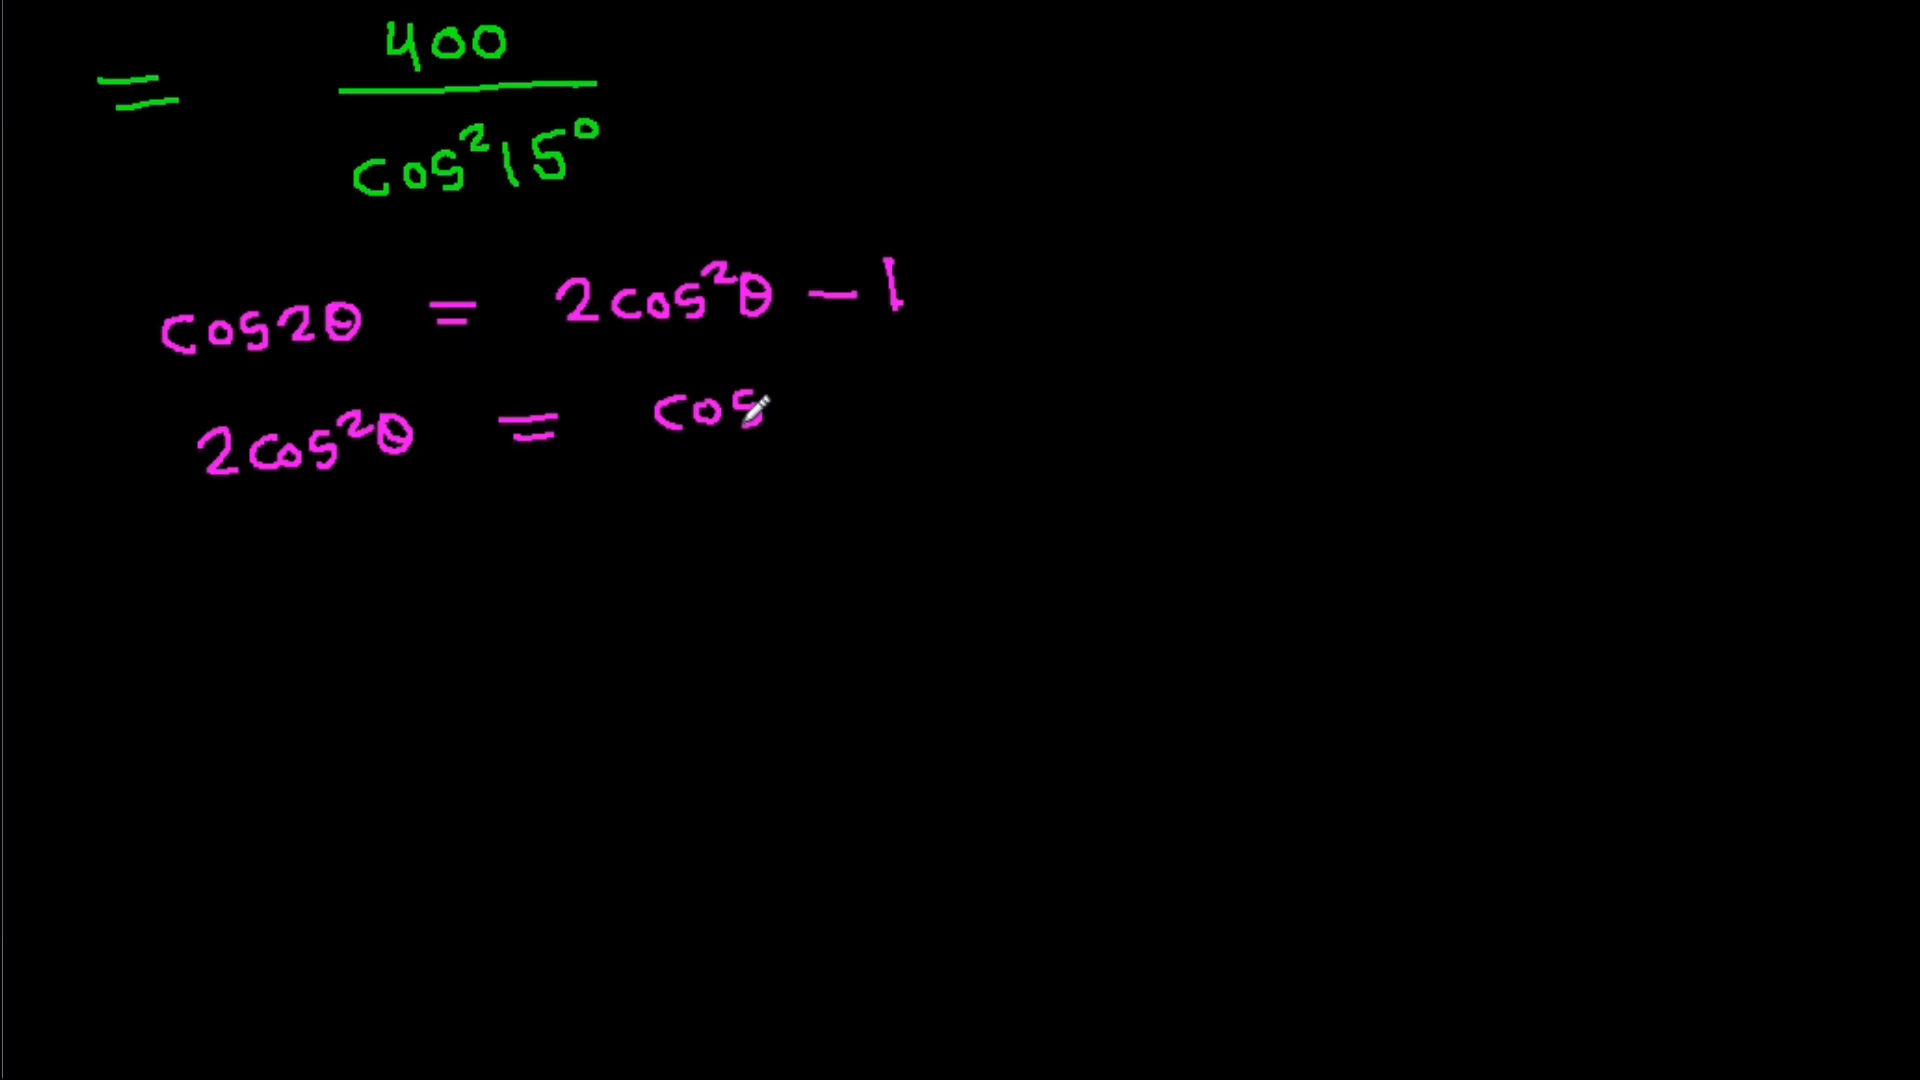 = 400
cos²15°
cos2θ = 2cos²θ - 1
2cos²θ = cos